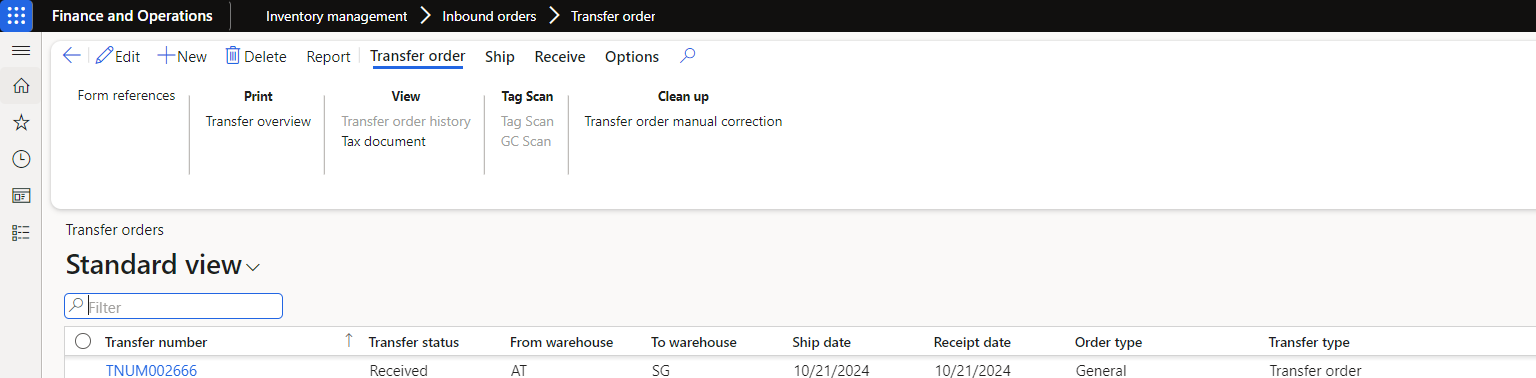 Finance and Operations Inventory management Inbound orders Transfer order
Edit New Delete Report Transfer order Ship Receive Options
Form references Print View Tag Scan Clean up
Transfer overview Transfer order history Tag Scan Transfer order manual correction
Tax document GC Scan
Transfer orders
Standard view
Filter
Transfer number Transfer status From warehouse To warehouse Ship date Receipt date Order type Transfer type
TNUM002666 Received AT SG 10/21/2024 10/21/2024 General Transfer order